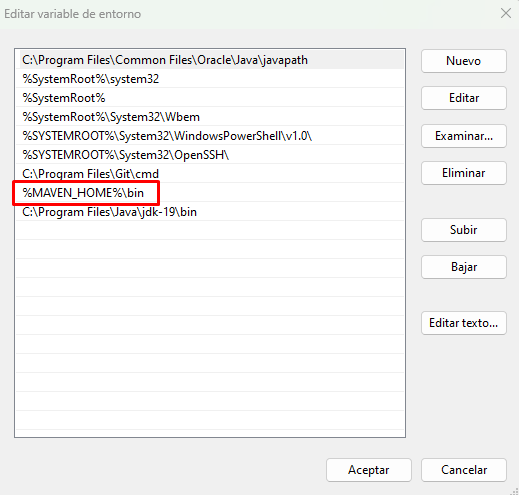 Editar variable de entorno
C:\Program Files\Common Files\Oracle\Java\javapath
%SystemRoot%\system32
%SystemRoot%
%SystemRoot%\System32\Wbem
%SYSTEMROOT%\System32\WindowsPowerShell\v1.0\
%SYSTEMROOT%\System32\OpenSSH\
C:\Program Files\Git\cmd
%MAVEN_HOME%\bin
C:\Program Files\Java\jdk-19\bin
Nuevo
Editar
Examinar...
Eliminar
Subir
Bajar
Editar texto...
Aceptar
Cancelar